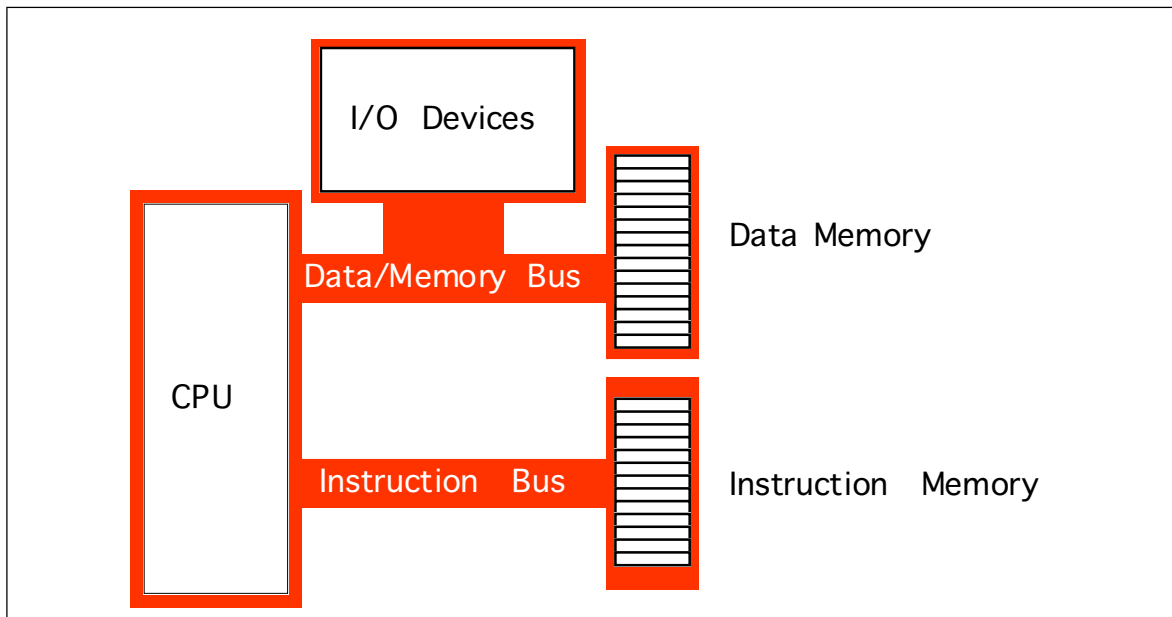 I/O Devices
Data Memory
Data/Memory Bus
CPU
Instruction Bus
Instruction Memory